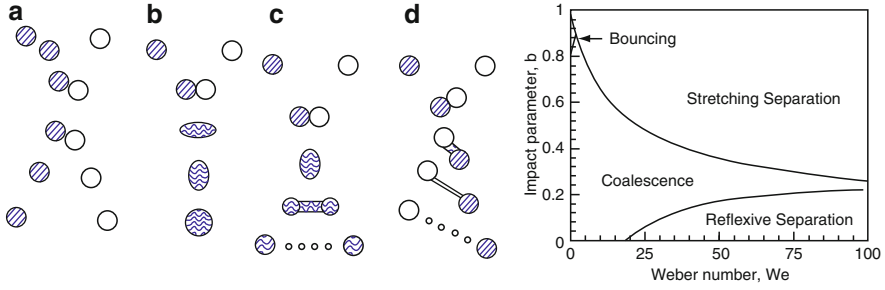 a
b
c
d
1
0.8
0.6
0.4
0.2
0
Impact parameter, b
Bouncing
Stretching Separation
Coalescence
Reflexive Separation
0
25
50
75
100
Weber number, We